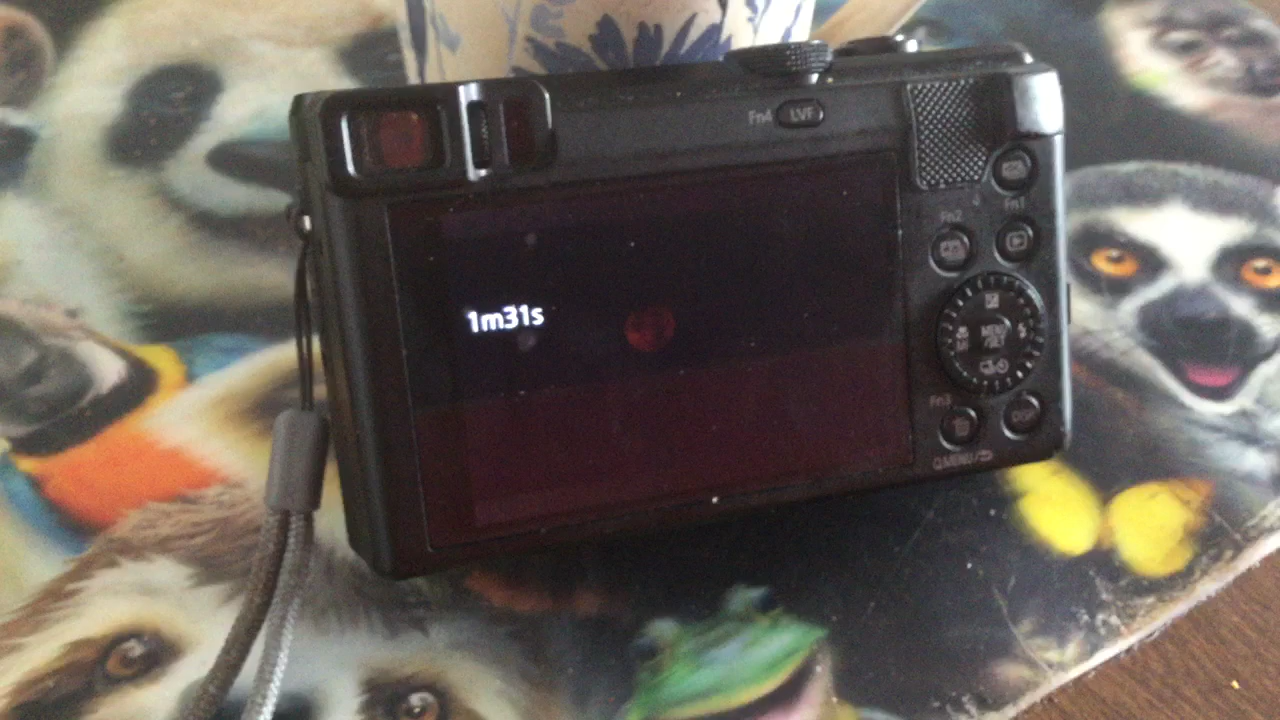 Fn4 LVF
1m31s
Fn1
Fn2
MENU
/SET
Fn3
DISP
Q.MENU/